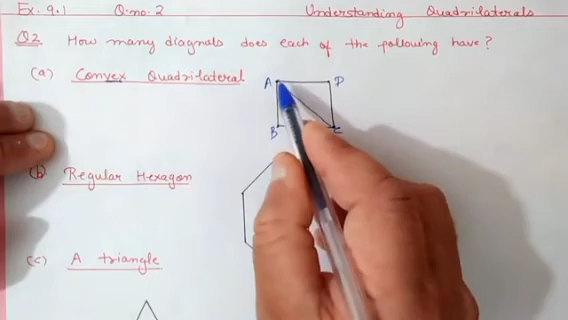 Ex. 9.1 Q.no. 2 Understanding Quadrilaterals
Q2. How many diagnals does each of the following have?
(a) Convex Quadrilateral
A D
B C
(b) Regular Hexagon
(c) A triangle